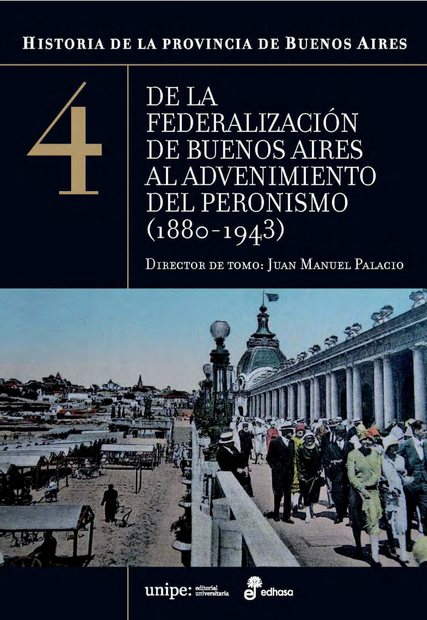 HISTORIA DE LA PROVINCIA DE BUENOS AIRES
4
DE LA
FEDERALIZACIÓN
DE BUENOS AIRES
AL ADVENIMIENTO
DEL PERONISMO
(1880-1943)
DIRECTOR DE TOMO: JUAN MANUEL PALACIO
unipe: editorial
universitaria
edhasa